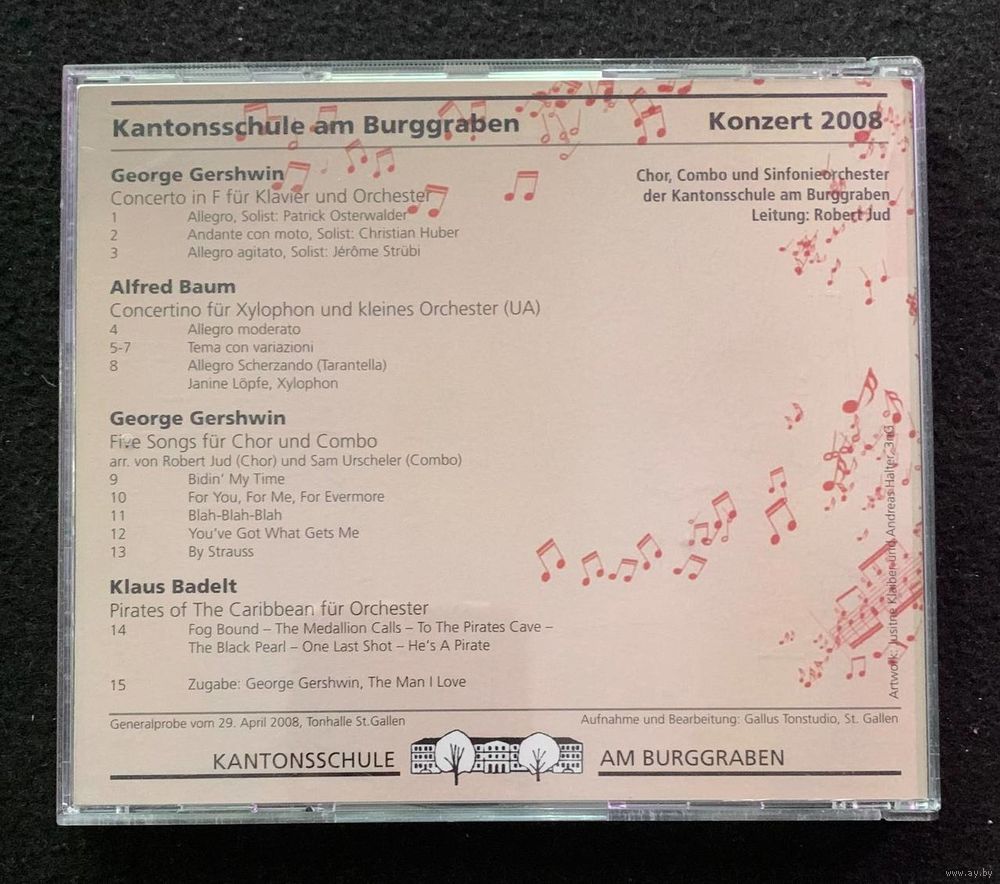 Kantonsschule am Burggraben Konzert 2008
Chor, Combo und Sinfonieorchester
der Kantonsschule am Burggraben
Leitung: Robert Jud
George Gershwin
Concerto in F für Klavier und Orchester
1 Allegro, Solist: Patrick Osterwalder
2 Andante con moto, Solist: Christian Huber
3 Allegro agitato, Solist: Jérôme Strübi
Alfred Baum
Concertino für Xylophon und kleines Orchester (UA)
4 Allegro moderato
5-7 Tema con variazioni
8 Allegro Scherzando (Tarantella)
Janine Löpfe, Xylophon
George Gershwin
Five Songs für Chor und Combo
arr. von Robert Jud (Chor) und Sam Urscheler (Combo)
9 Bidin’ My Time
10 For You, For Me, For Evermore
11 Blah-Blah-Blah
12 You’ve Got What Gets Me
13 By Strauss
Klaus Badelt
Pirates of The Caribbean für Orchester
14 Fog Bound – The Medallion Calls – To The Pirates Cave –
The Black Pearl – One Last Shot – He’s A Pirate
15 Zugabe: George Gershwin, The Man I Love
Artwork: Jusitne Klaiber und Andreas Halter, 3nG
Generalprobe vom 29. April 2008, Tonhalle St.Gallen
Aufnahme und Bearbeitung: Gallus Tonstudio, St. Gallen
KANTONSSCHULE AM BURGGRABEN
www.ay.by